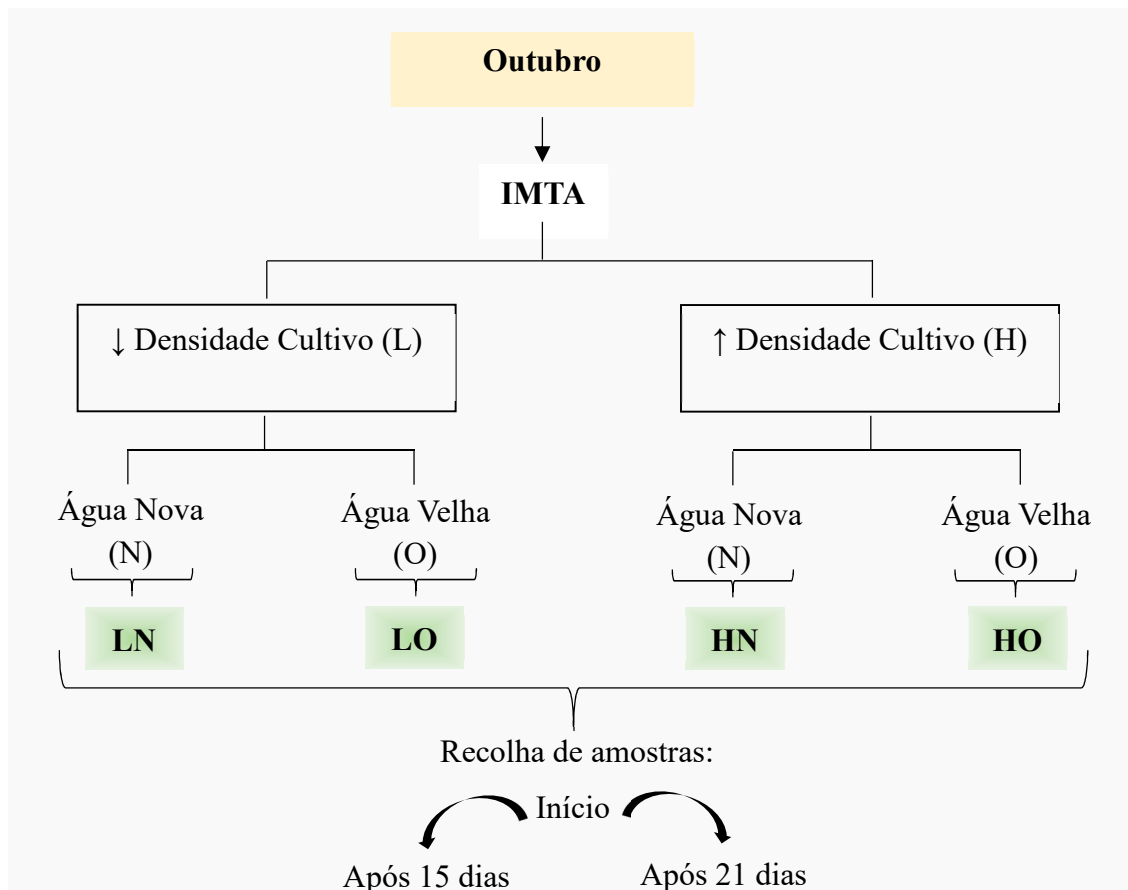 Outubro
IMTA
↓ Densidade Cultivo (L)
↑ Densidade Cultivo (H)
Água Nova
(N)
Água Velha
(O)
Água Nova
(N)
Água Velha
(O)
LN
LO
HN
HO
Recolha de amostras:
Início
Após 15 dias
Após 21 dias